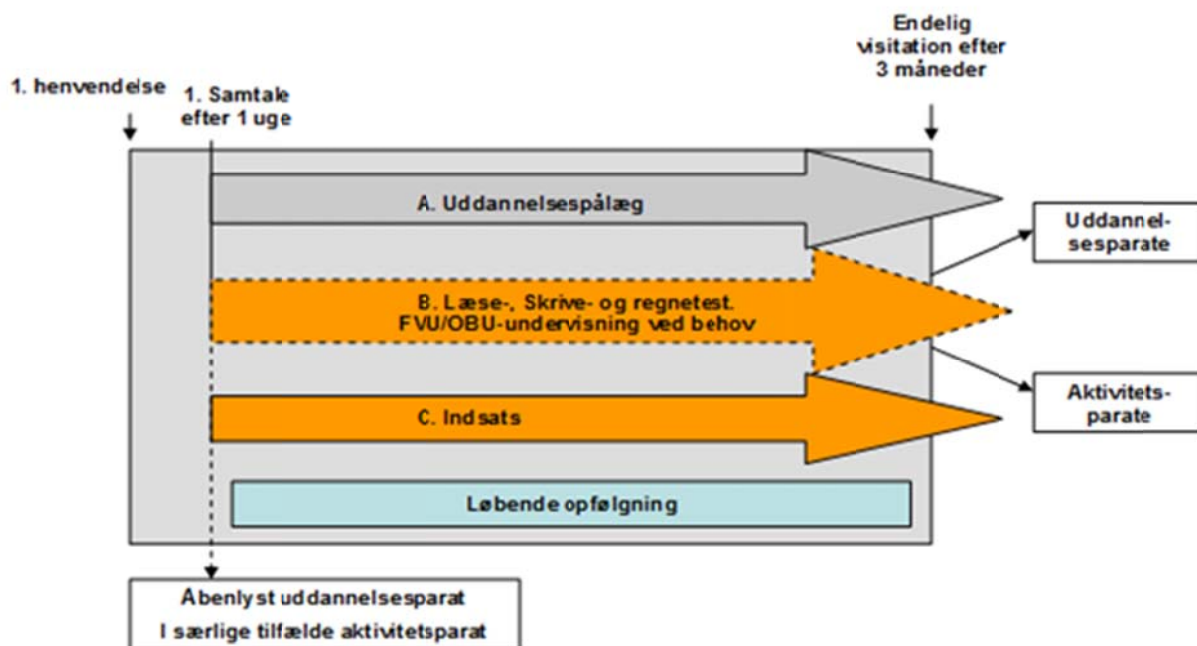 Endelig
visitation efter
3 måneder
1. henvendelse
1. Samtale
efter 1 uge
A. Uddannelsespålæg
Uddannel-
sesparate
B. Læse-, Skrive- og regnetest.
FVU/OBU-undervisning ved behov
Aktivitets-
parate
C. Indsats
Løbende opfølgning
Åbenlyst uddannelsesparat
I særlige tilfælde aktivitetsparat